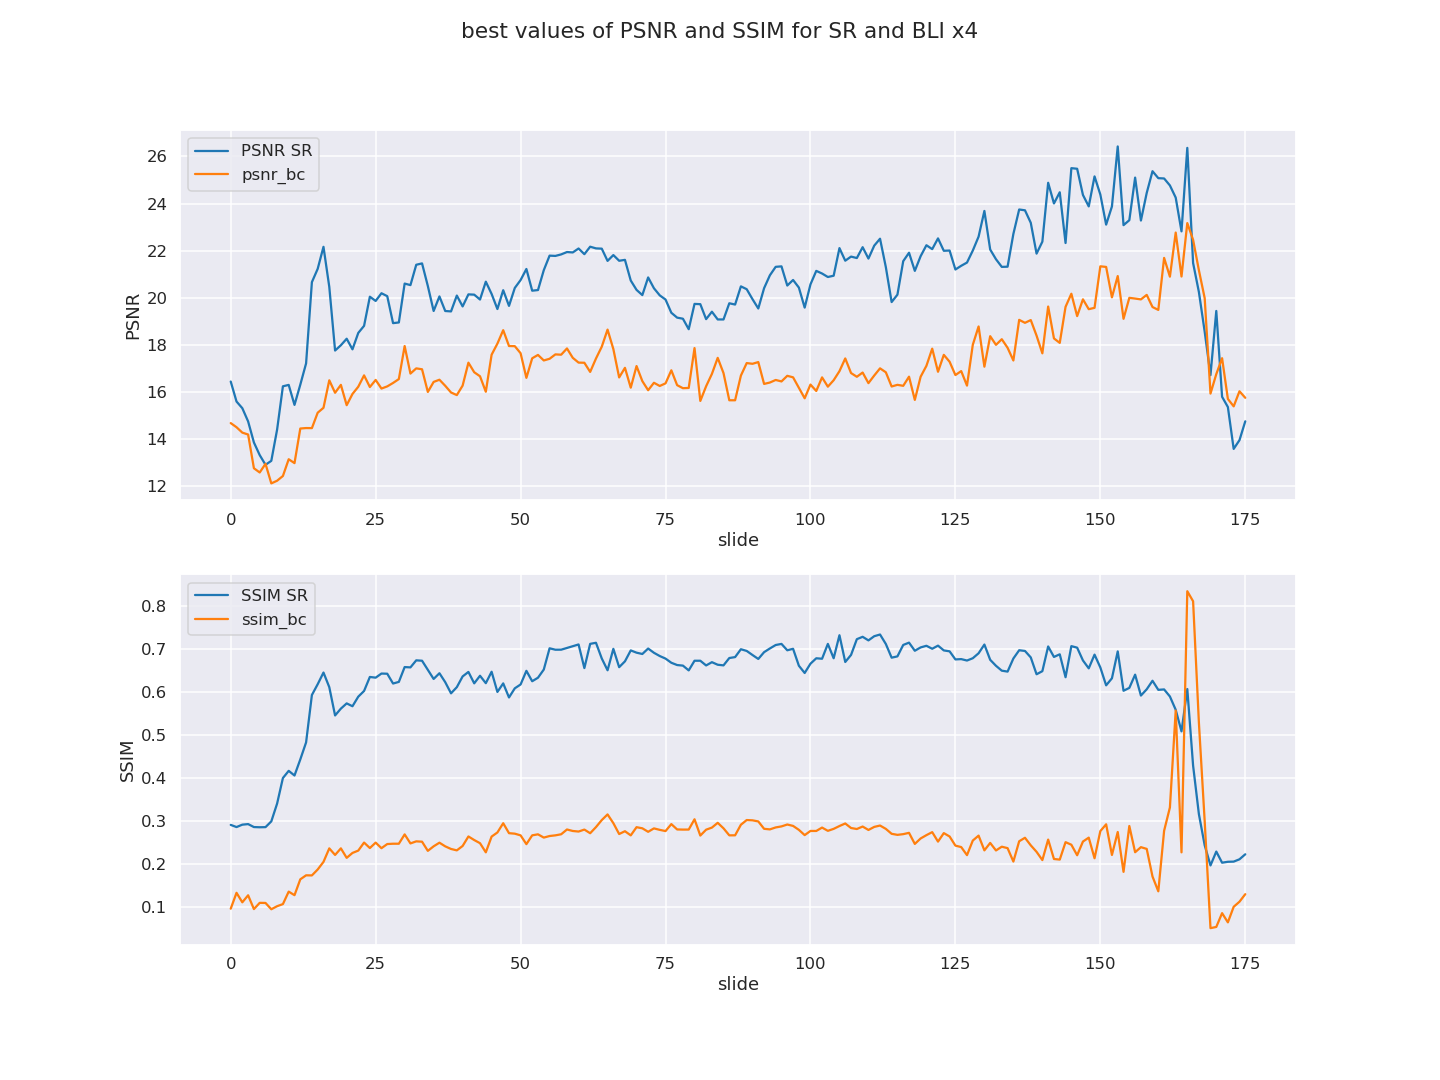 best values of PSNR and SSIM for SR and BLI x4
PSNR SR
psnr_bc
26
24
22
20
18
16
14
12
PSNR
0 25 50 75 100 125 150 175
slide
SSIM SR
ssim_bc
0.8
0.7
0.6
0.5
0.4
0.3
0.2
0.1
SSIM
0 25 50 75 100 125 150 175
slide